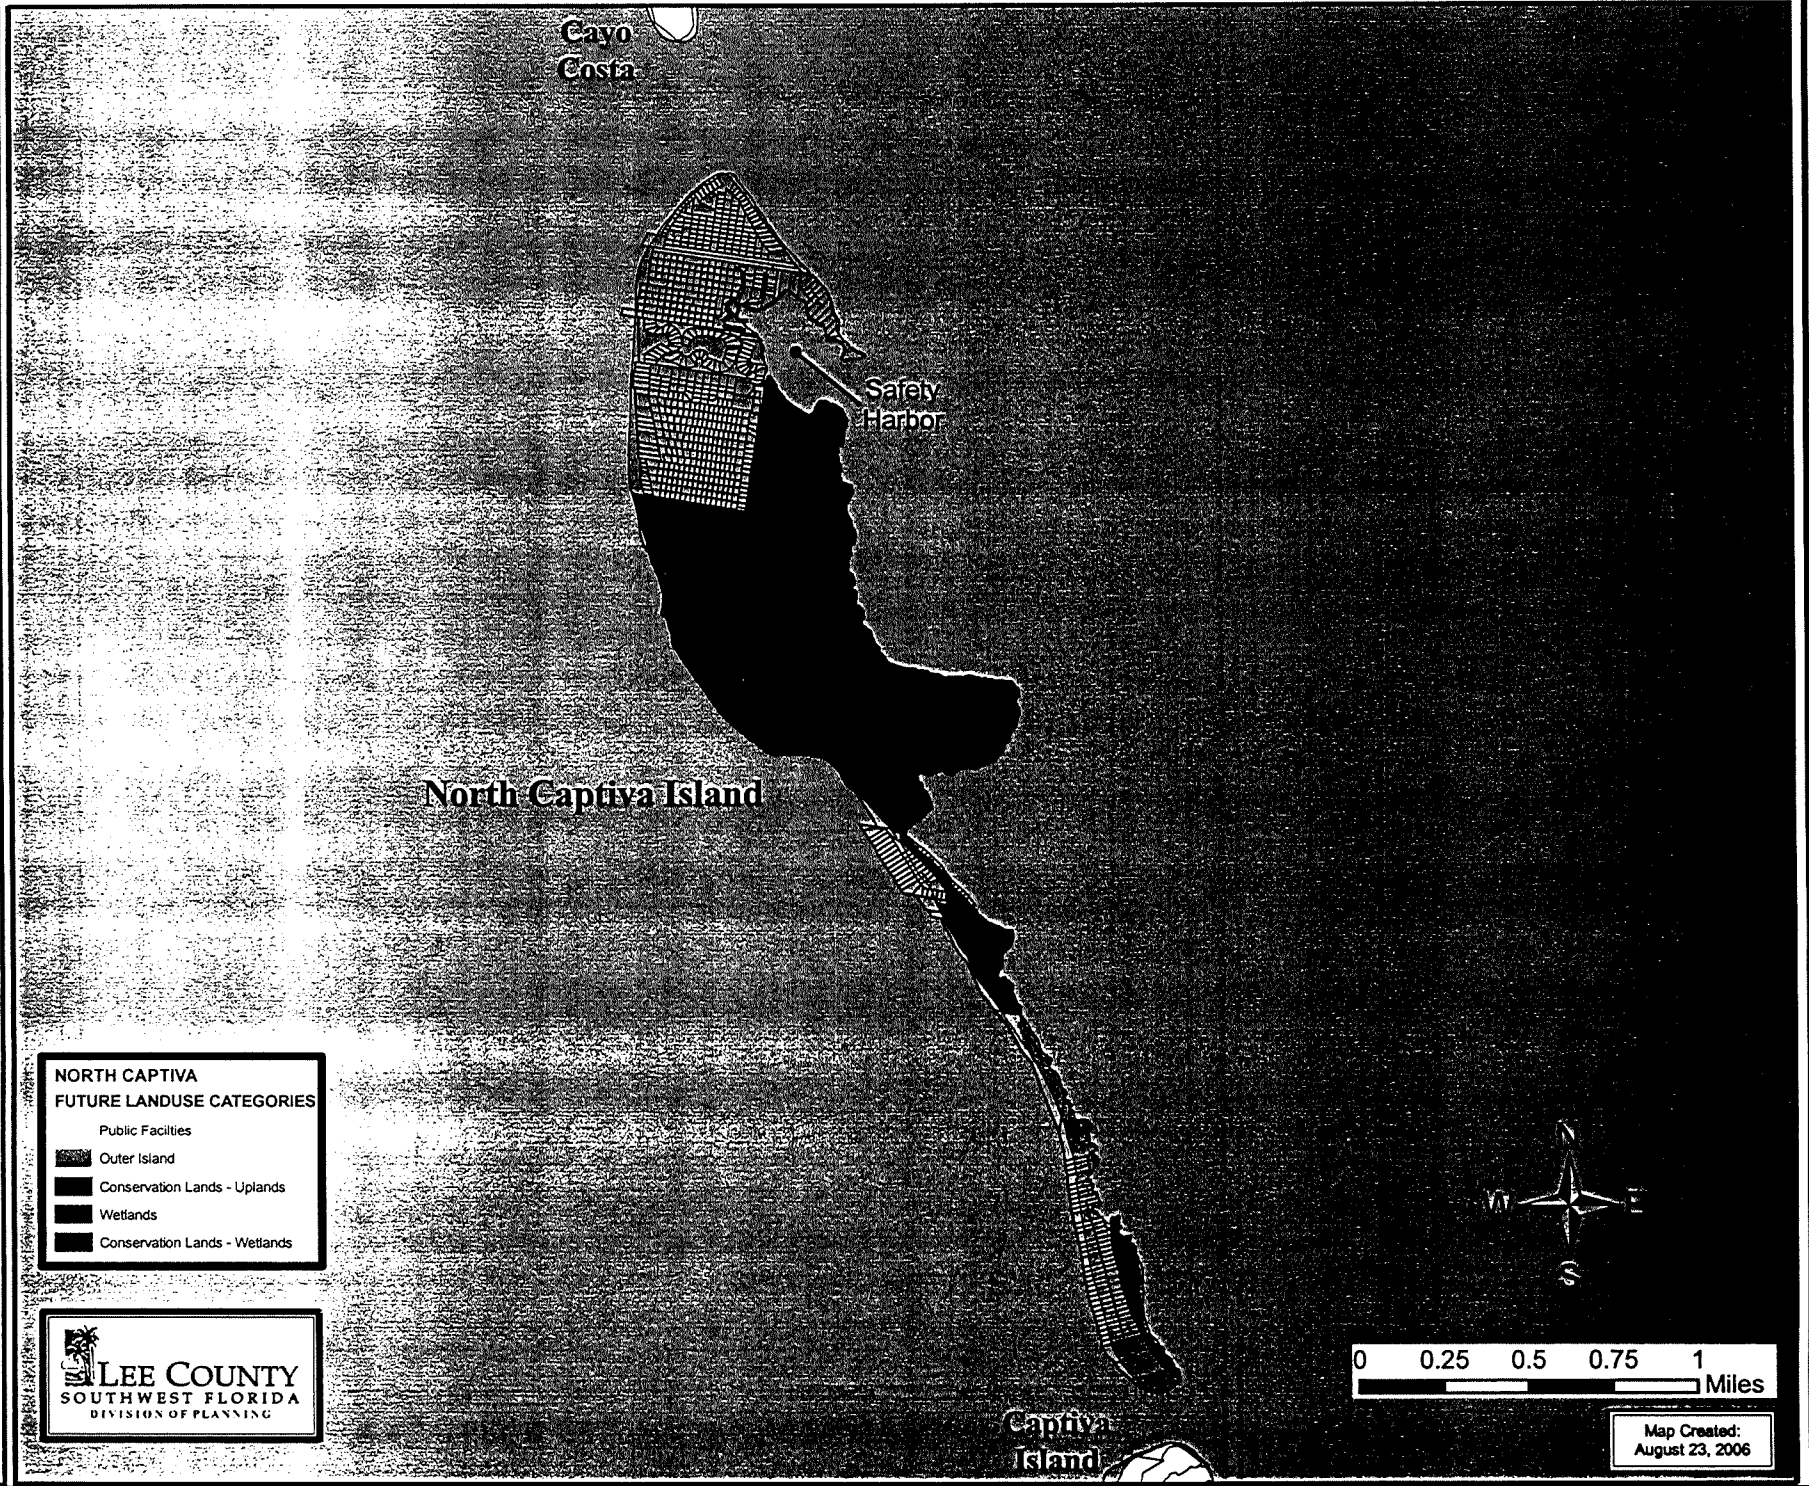 Cayo
Costa
Safety
Harbor
North Captiva Island
NORTH CAPTIVA
FUTURE LANDUSE CATEGORIES
Public Facilties
Outer Island
Conservation Lands - Uplands
Wetlands
Conservation Lands - Wetlands
N
W E
S
LEE COUNTY
SOUTHWEST FLORIDA
DIVISION OF PLANNING
0 0.25 0.5 0.75 1
Miles
Captiva
Island
Map Created:
August 23, 2006